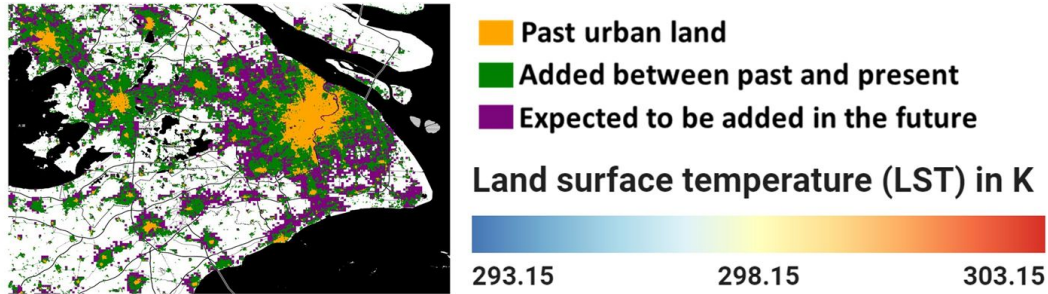 Past urban land
Added between past and present
Expected to be added in the future
Land surface temperature (LST) in K
293.15 298.15 303.15